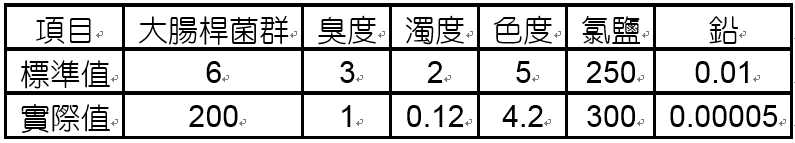 項目 大腸桿菌群 臭度 濁度 色度 氯鹽 鉛
標準值 6 3 2 5 250 0.01
實際值 200 1 0.12 4.2 300 0.00005